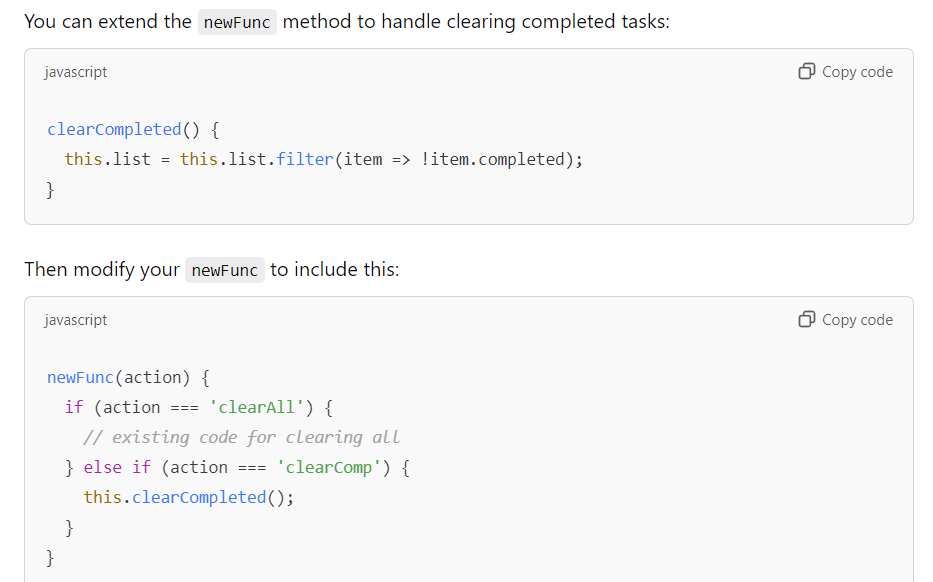 You can extend the newFunc method to handle clearing completed tasks:
javascript
Copy code
clearCompleted() {
  this.list = this.list.filter(item => !item.completed);
}
Then modify your newFunc to include this:
javascript
Copy code
newFunc(action) {
  if (action === 'clearAll') {
    // existing code for clearing all
  } else if (action === 'clearComp') {
    this.clearCompleted();
  }
}